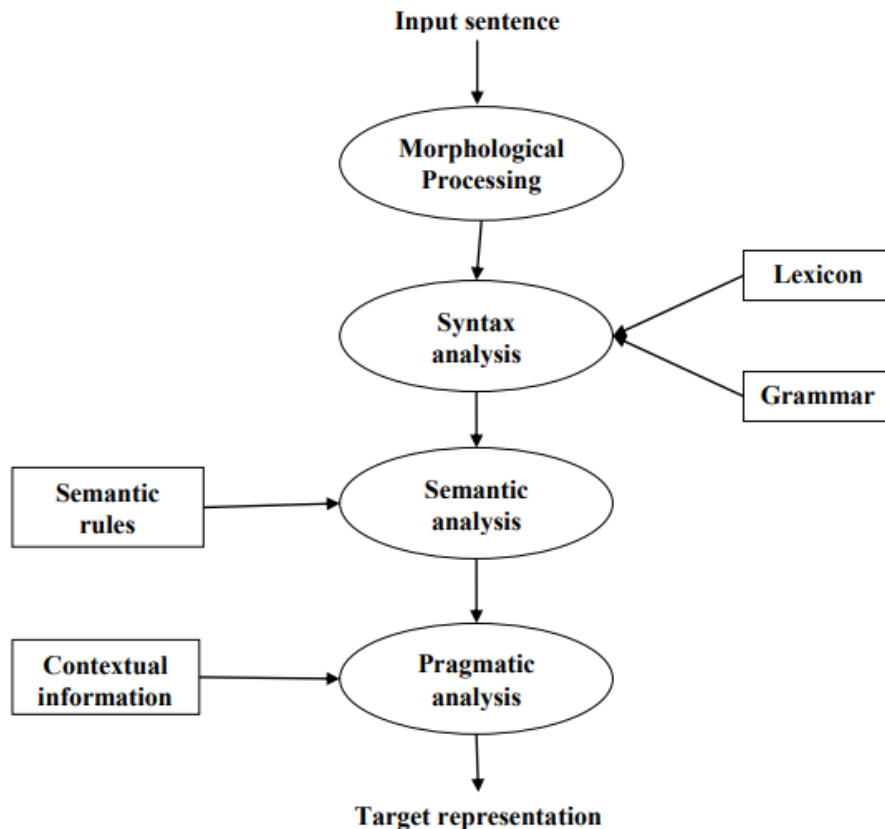 Input sentence
Morphological
Processing
Lexicon
Syntax
analysis
Grammar
Semantic
rules
Semantic
analysis
Contextual
information
Pragmatic
analysis
Target representation